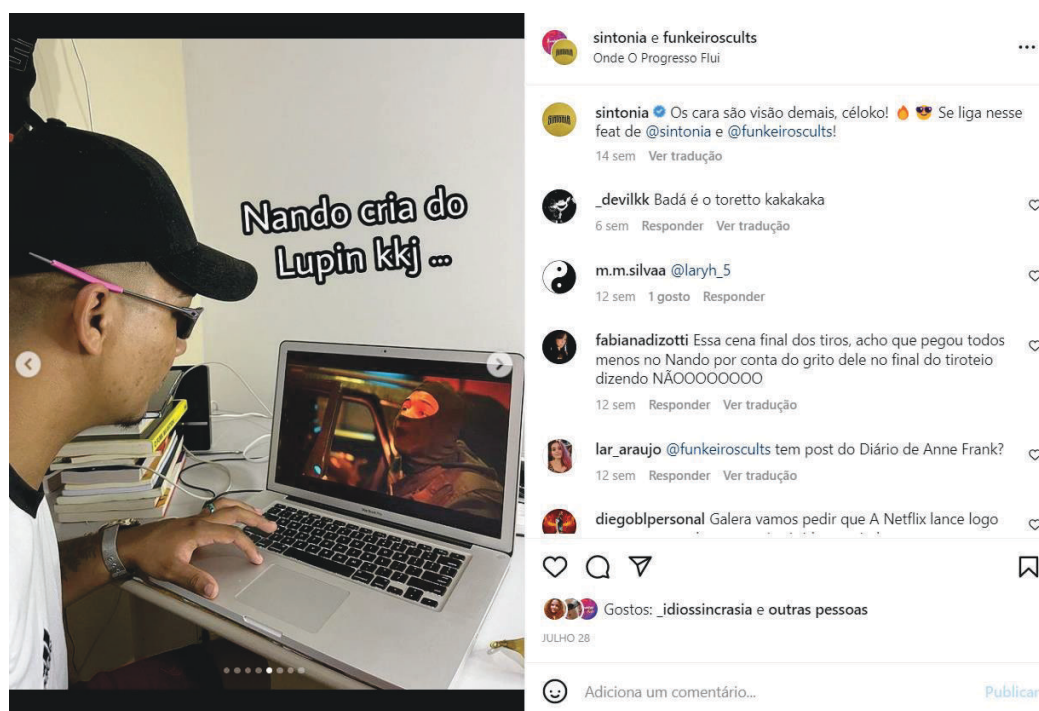 Nando cria do
Lupin kkj ...
sintonia e funkeiroscults
Onde O Progresso Flui
sintonia Os cara são visão demais, céloko! 🔥 😎 Se liga nesse
feat de @sintonia e @funkeiroscults!
14 sem Ver tradução
_devilkk Badá é o toretto kakakaka
6 sem Responder Ver tradução
m.m.silvaa @laryh_5
12 sem 1 gosto Responder
fabianadizotti Essa cena final dos tiros, acho que pegou todos
menos no Nando por conta do grito dele no final do tiroteio
dizendo NÃOOOOOOOO
12 sem Responder Ver tradução
lar_araujo @funkeiroscults tem post do Diário de Anne Frank?
12 sem Responder Ver tradução
diegoblpersonal Galera vamos pedir que A Netflix lance logo
Gostos: _idiossincrasia e outras pessoas
JULHO 28
Adiciona um comentário...
Publicar